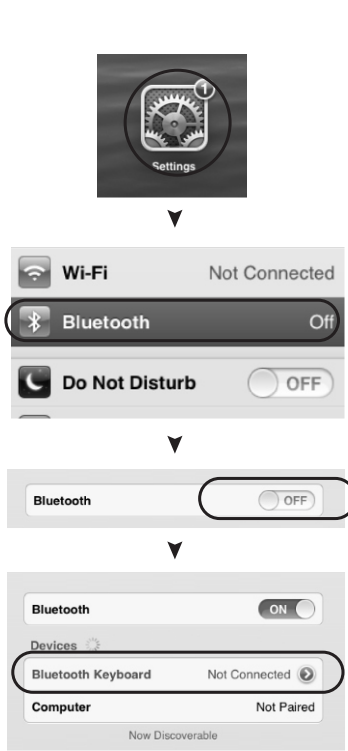 1
Settings
Wi-Fi Not Connected
Bluetooth Off
Do Not Disturb OFF
Bluetooth OFF
Bluetooth ON
Devices
Bluetooth Keyboard Not Connected
Computer Not Paired
Now Discoverable